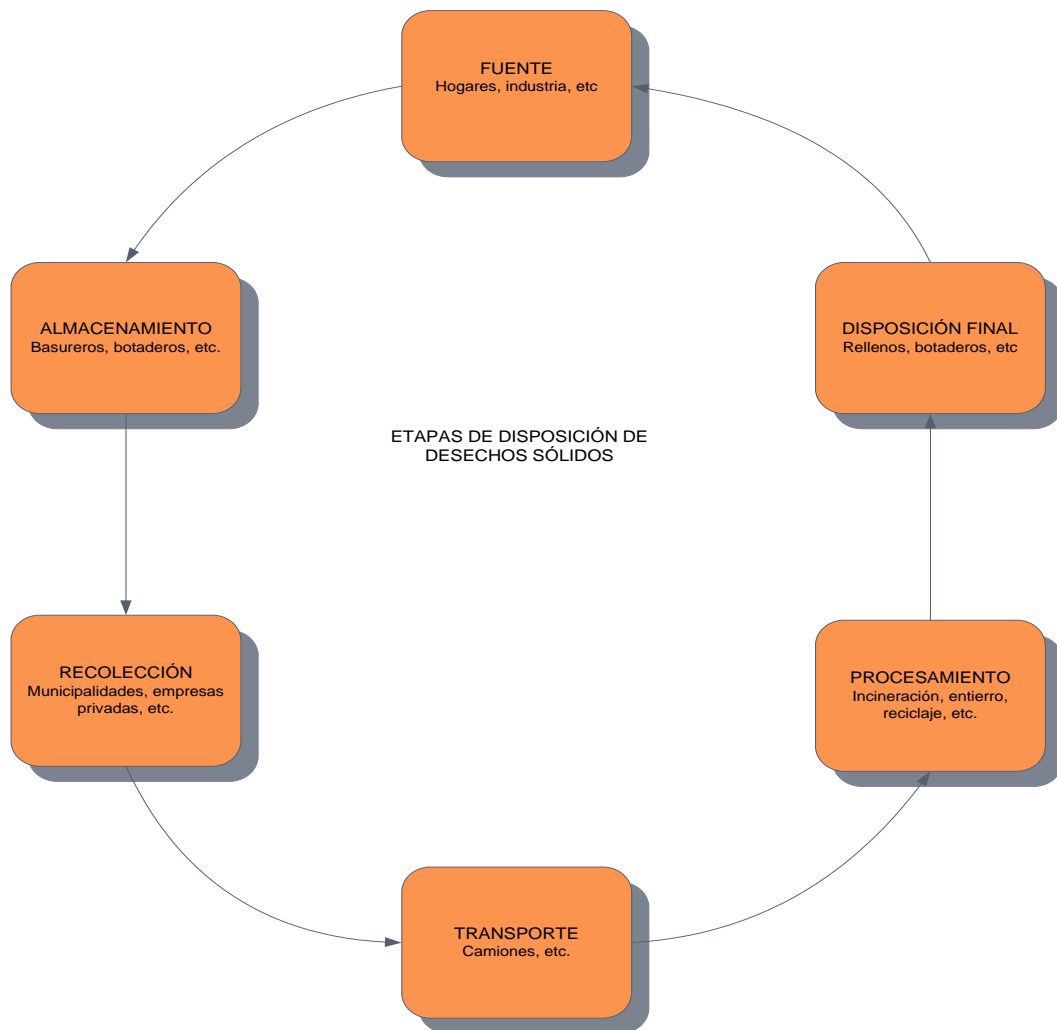 FUENTE
Hogares, industria, etc
ALMACENAMIENTO
Basureros, botaderos, etc.
DISPOSICIÓN FINAL
Rellenos, botaderos, etc
ETAPAS DE DISPOSICIÓN DE
DESECHOS SÓLIDOS
RECOLECCIÓN
Municipalidades, empresas
privadas, etc.
PROCESAMIENTO
Incineración, entierro,
reciclaje, etc.
TRANSPORTE
Camiones, etc.